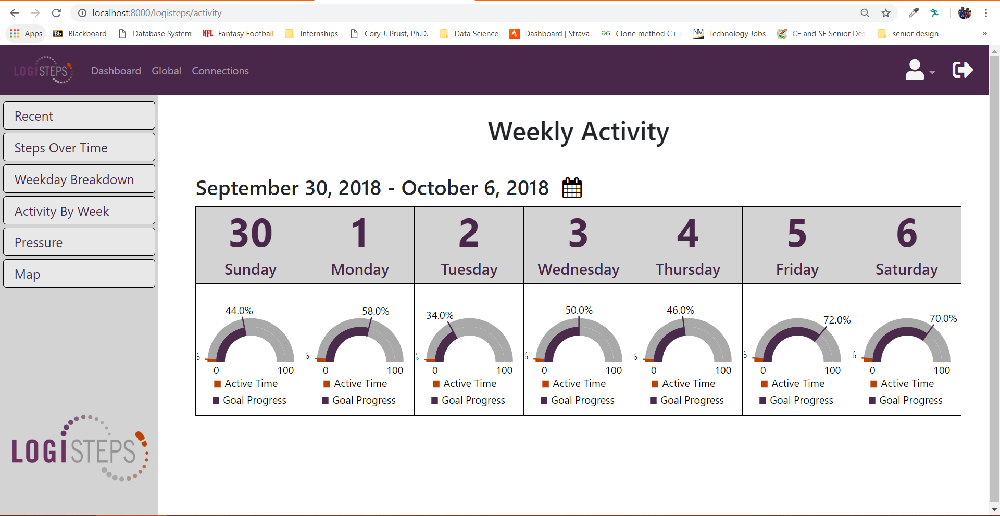 localhost:8000/logisteps/activity
Apps Bb Blackboard Database System NFL Fantasy Football Internships Cory J. Prust, Ph.D. Data Science Dashboard | Strava GG Clone method C++ NM Technology Jobs CE and SE Senior Des senior design »
LOGISTEPS Dashboard Global Connections
Recent
Steps Over Time
Weekday Breakdown
Activity By Week
Pressure
Map
LOGISTEPS
Weekly Activity
September 30, 2018 - October 6, 2018
30 1 2 3 4 5 6
Sunday Monday Tuesday Wednesday Thursday Friday Saturday
44.0% 58.0% 34.0% 50.0% 46.0% 72.0% 70.0%
% % % % % % %
0 100 0 100 0 100 0 100 0 100 0 100 0 100
Active Time Active Time Active Time Active Time Active Time Active Time Active Time
Goal Progress Goal Progress Goal Progress Goal Progress Goal Progress Goal Progress Goal Progress